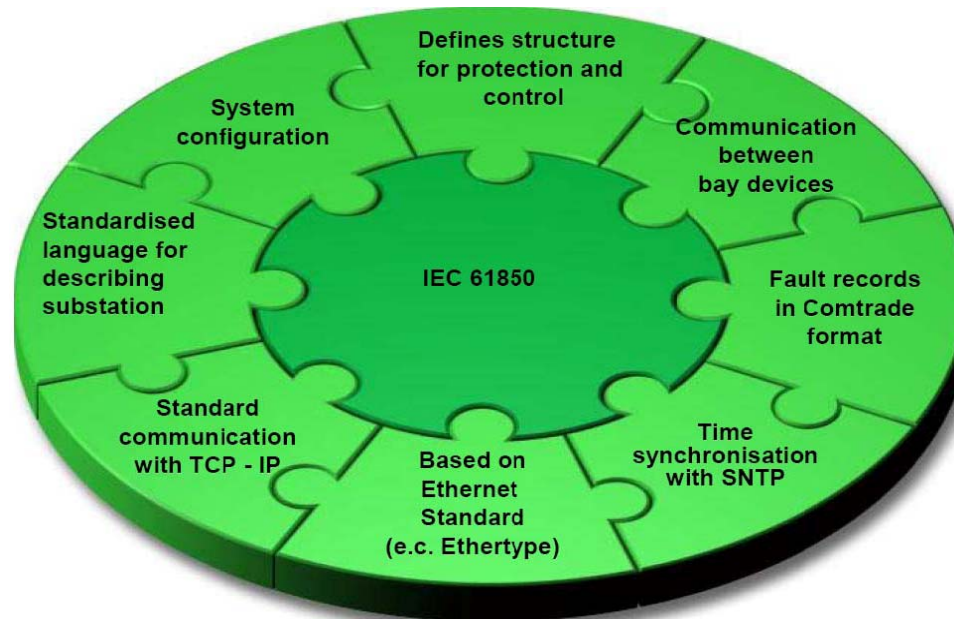 Defines structure
for protection and
control
System
configuration
Communication
between
bay devices
Standardised
language for
describing
substation
IEC 61850
Fault records
in Comtrade
format
Standard
communication
with TCP - IP
Based on
Ethernet
Standard
(e.c. Ethertype)
Time
synchronisation
with SNTP